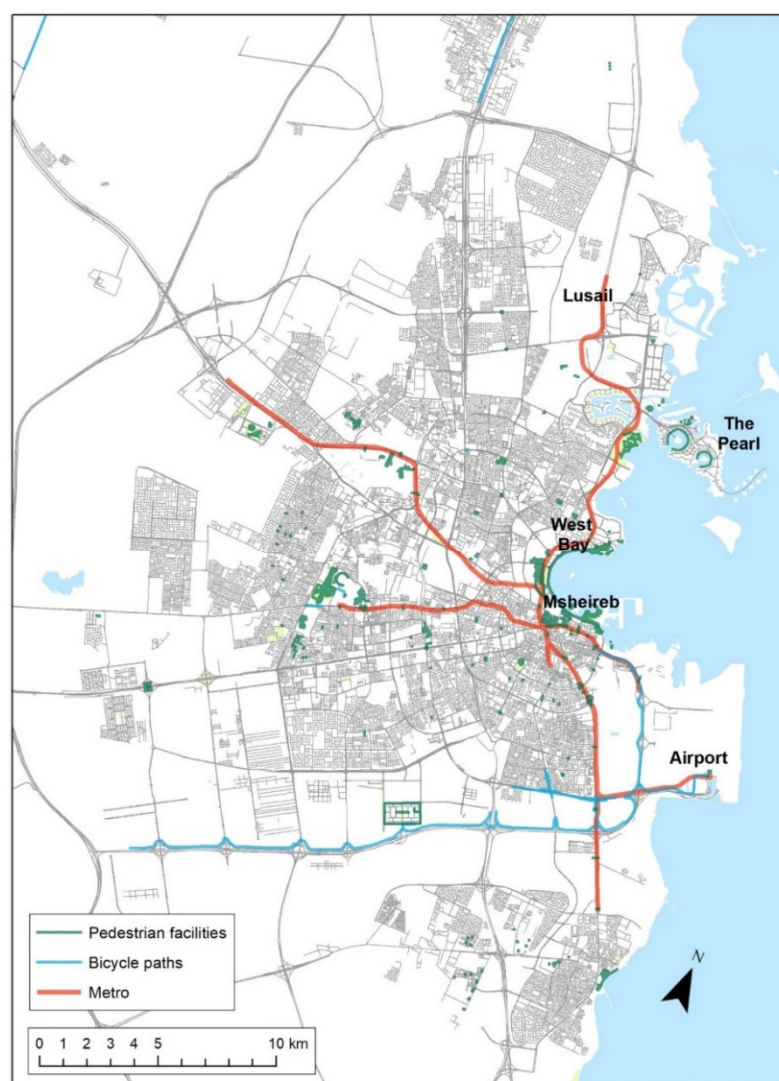 Lusail
The
Pearl
West
Bay
Msheireb
Airport
Pedestrian facilities
Bicycle paths
Metro
N
0 1 2 3 4 5 10 km